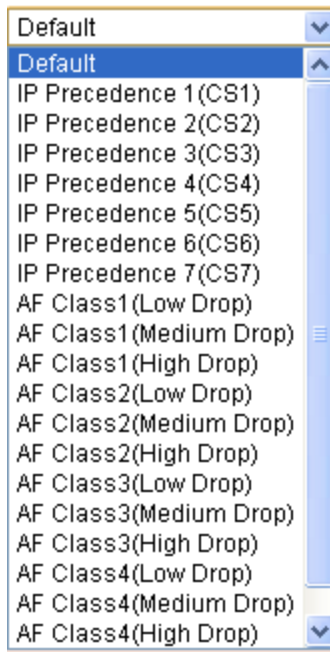 Default
Default
IP Precedence 1(CS1)
IP Precedence 2(CS2)
IP Precedence 3(CS3)
IP Precedence 4(CS4)
IP Precedence 5(CS5)
IP Precedence 6(CS6)
IP Precedence 7(CS7)
AF Class1(Low Drop)
AF Class1(Medium Drop)
AF Class1(High Drop)
AF Class2(Low Drop)
AF Class2(Medium Drop)
AF Class2(High Drop)
AF Class3(Low Drop)
AF Class3(Medium Drop)
AF Class3(High Drop)
AF Class4(Low Drop)
AF Class4(Medium Drop)
AF Class4(High Drop)